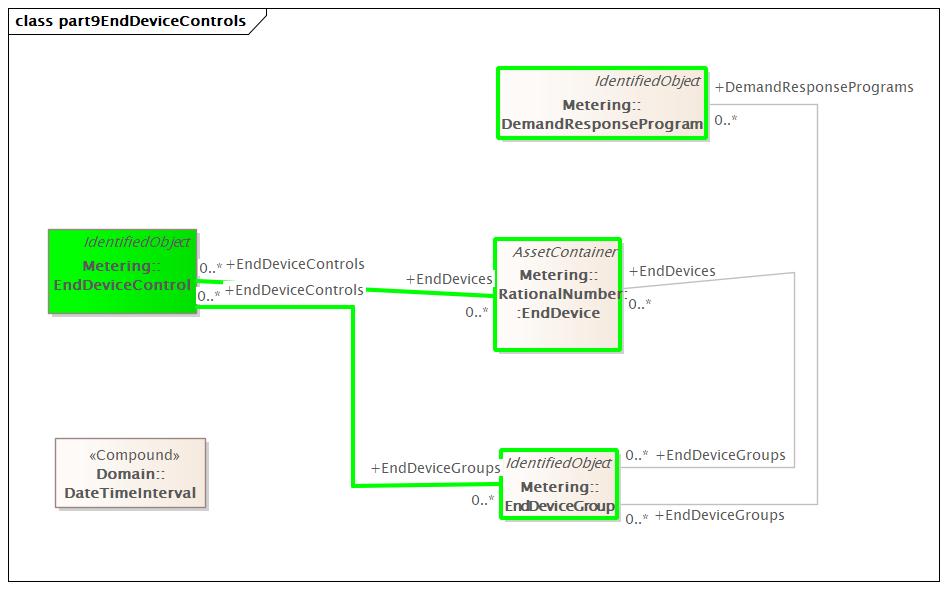 class part9EndDeviceControls
IdentifiedObject
Metering::
DemandResponseProgram
+DemandResponsePrograms
0..*
IdentifiedObject
Metering::
EndDeviceControl
0..*
+EndDeviceControls
0..*
+EndDeviceControls
+EndDevices
0..*
AssetContainer
Metering::
RationalNumber:
:EndDevice
+EndDevices
0..*
«Compound»
Domain::
DateTimeInterval
+EndDeviceGroups
0..*
IdentifiedObject
Metering::
EndDeviceGroup
0..*
+EndDeviceGroups
0..*
+EndDeviceGroups